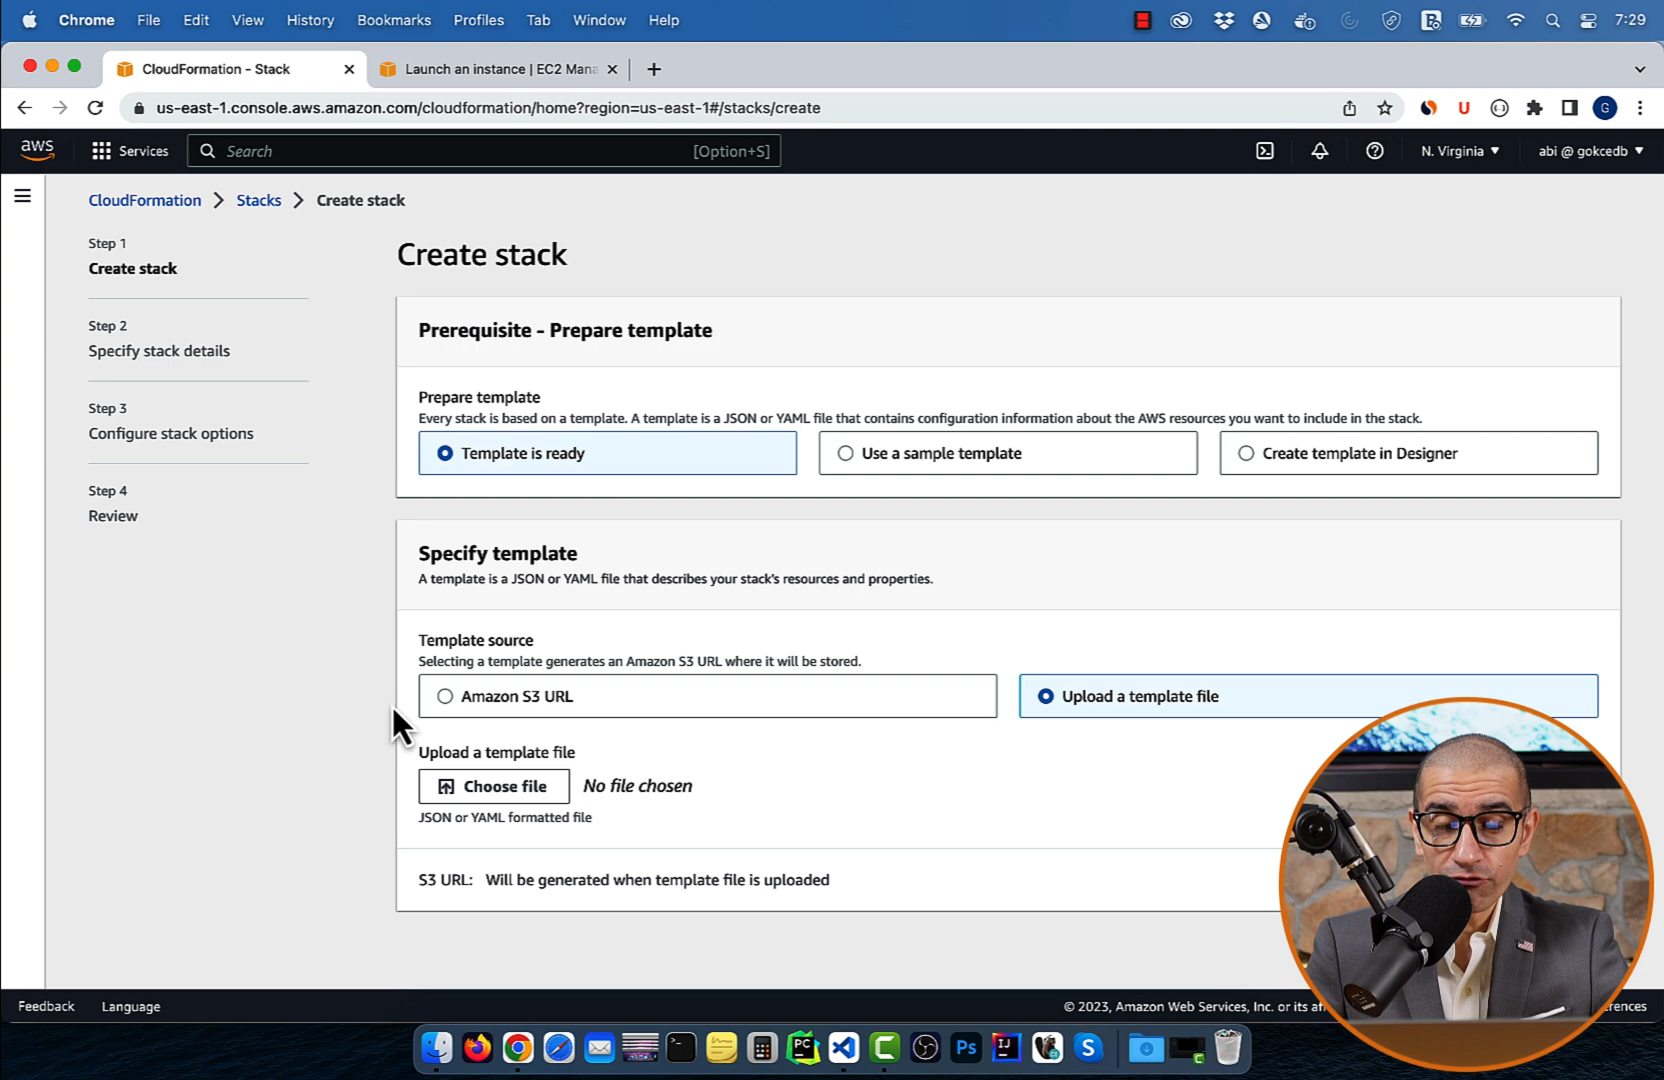 Chrome File Edit View History Bookmarks Profiles Tab Window Help 7:29
CloudFormation - Stack Launch an instance | EC2 Mana
us-east-1.console.aws.amazon.com/cloudformation/home?region=us-east-1#/stacks/create U G
aws Services Search [Option+S] N. Virginia abi @ gokcedb
CloudFormation Stacks Create stack
Step 1
Create stack
Step 2
Specify stack details
Step 3
Configure stack options
Step 4
Review
Create stack
Prerequisite - Prepare template
Prepare template
Every stack is based on a template. A template is a JSON or YAML file that contains configuration information about the AWS resources you want to include in the stack.
Template is ready Use a sample template Create template in Designer
Specify template
A template is a JSON or YAML file that describes your stack's resources and properties.
Template source
Selecting a template generates an Amazon S3 URL where it will be stored.
Amazon S3 URL Upload a template file
Upload a template file
Choose file No file chosen
JSON or YAML formatted file
S3 URL: Will be generated when template file is uploaded
Feedback Language © 2023, Amazon Web Services, Inc. or its af erences
PC C Ps IJ S